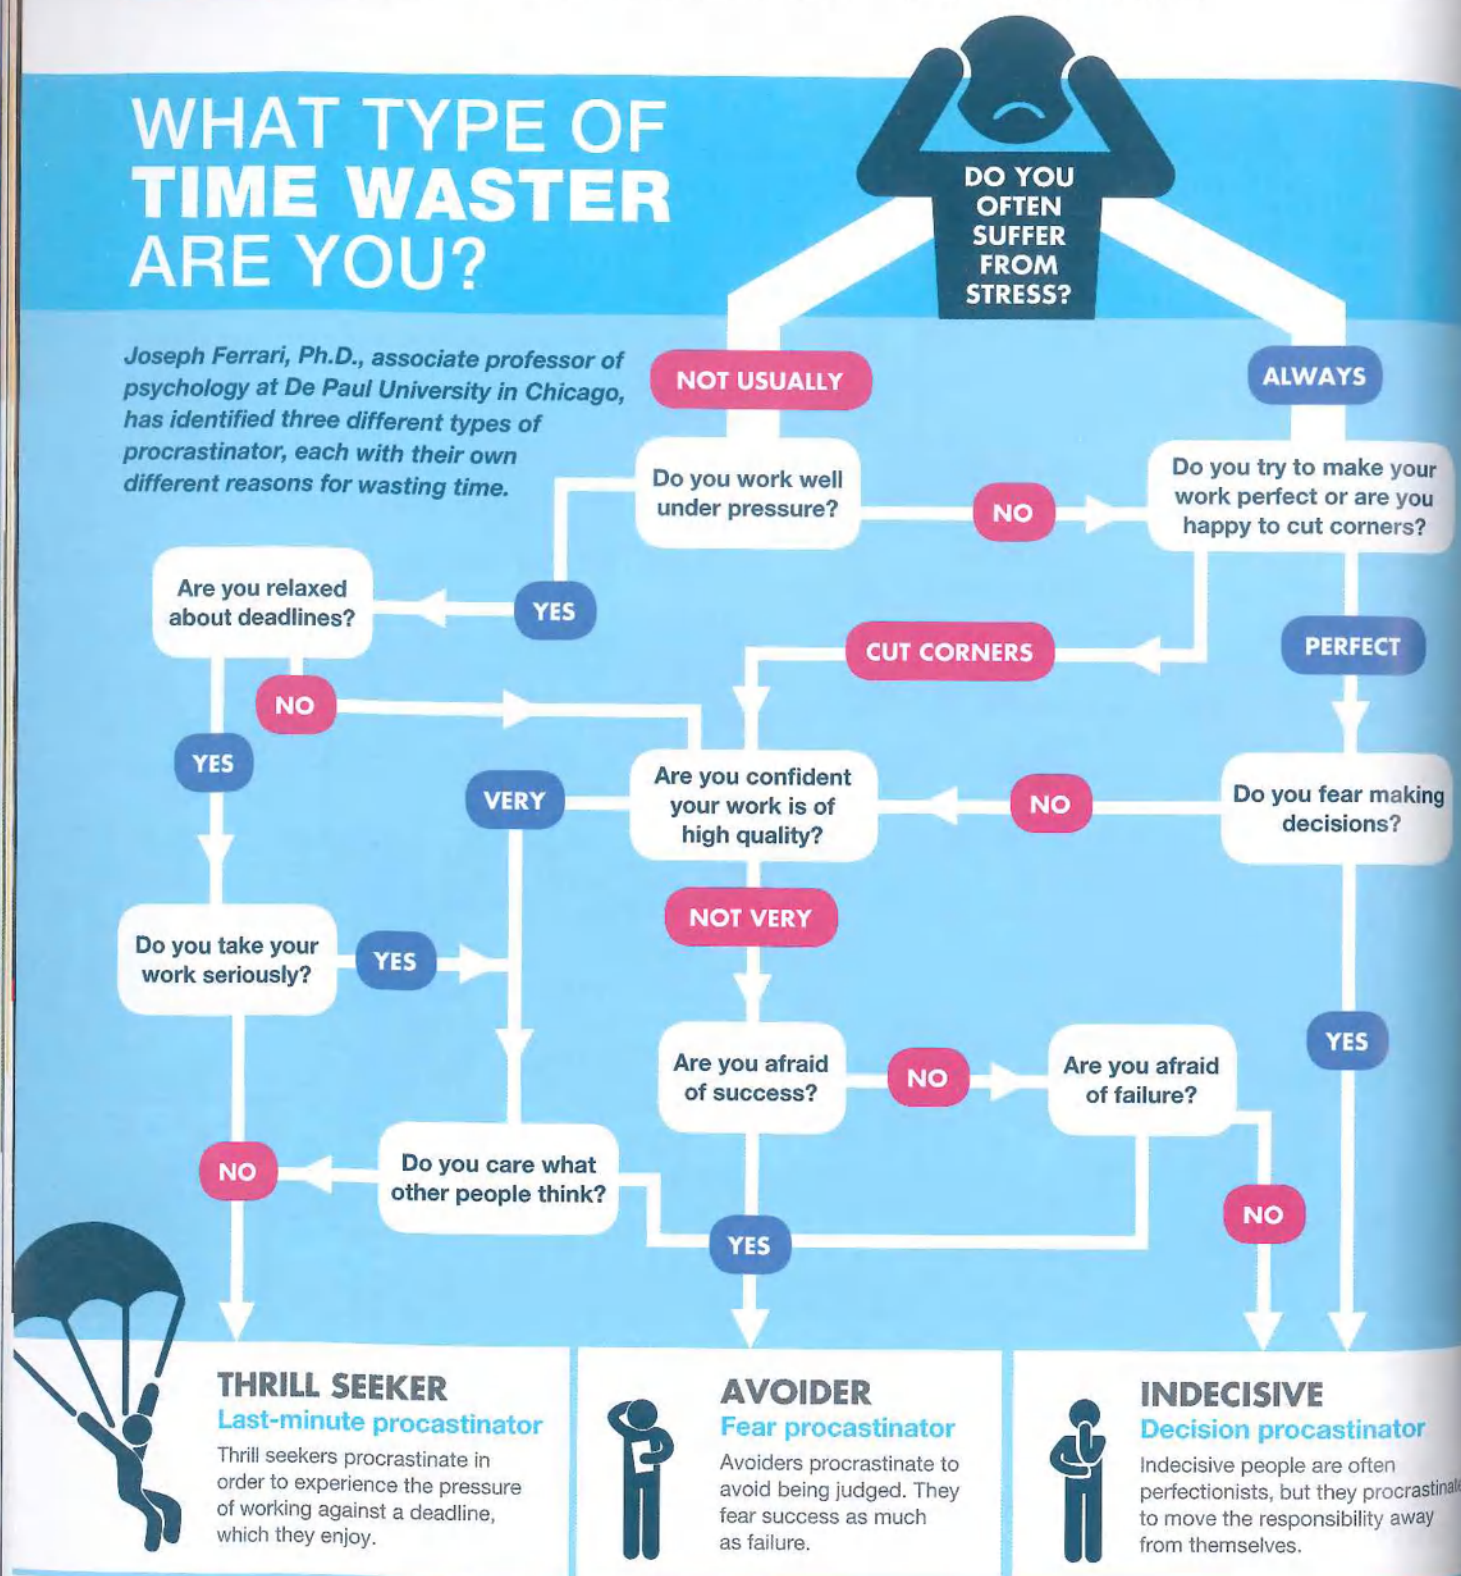 WHAT TYPE OF
TIME WASTER
ARE YOU?
DO YOU
OFTEN
SUFFER
FROM
STRESS?
Joseph Ferrari, Ph.D., associate professor of
psychology at De Paul University in Chicago,
has identified three different types of
procrastinator, each with their own
different reasons for wasting time.
NOT USUALLY
ALWAYS
Do you work well
under pressure?
NO
Do you try to make your
work perfect or are you
happy to cut corners?
Are you relaxed
about deadlines?
YES
CUT CORNERS
PERFECT
NO
YES
VERY
Are you confident
your work is of
high quality?
NO
Do you fear making
decisions?
NOT VERY
Do you take your
work seriously?
YES
Are you afraid
of success?
NO
Are you afraid
of failure?
YES
NO
Do you care what
other people think?
YES
NO
THRILL SEEKER
Last-minute procastinator
Thrill seekers procrastinate in
order to experience the pressure
of working against a deadline,
which they enjoy.
AVOIDER
Fear procastinator
Avoiders procrastinate to
avoid being judged. They
fear success as much
as failure.
INDECISIVE
Decision procastinator
Indecisive people are often
perfectionists, but they procrastinate
to move the responsibility away
from themselves.